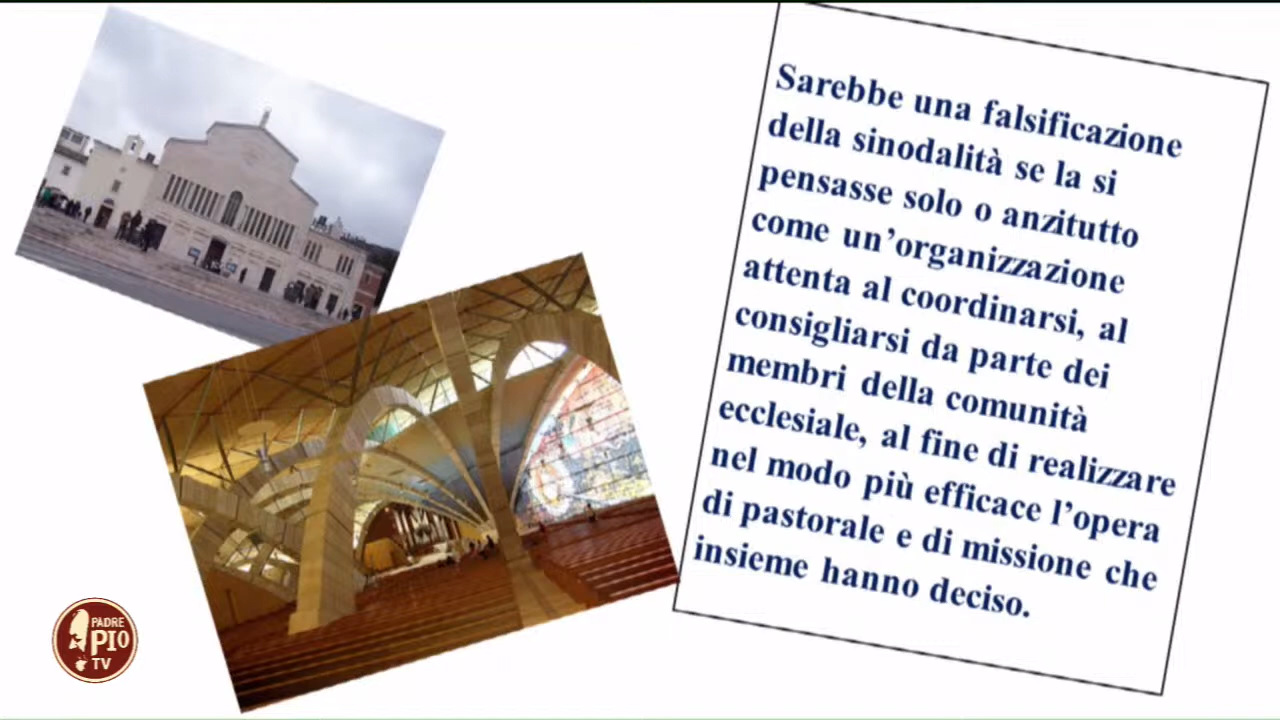 Sarebbe una falsificazione
della sinodalità se la si
pensasse solo o anzitutto
come un’organizzazione
attenta al coordinarsi, al
consigliarsi da parte dei
membri della comunità
ecclesiale, al fine di realizzare
nel modo più efficace l’opera
di pastorale e di missione che
insieme hanno deciso.
PADRE
PIO
TV